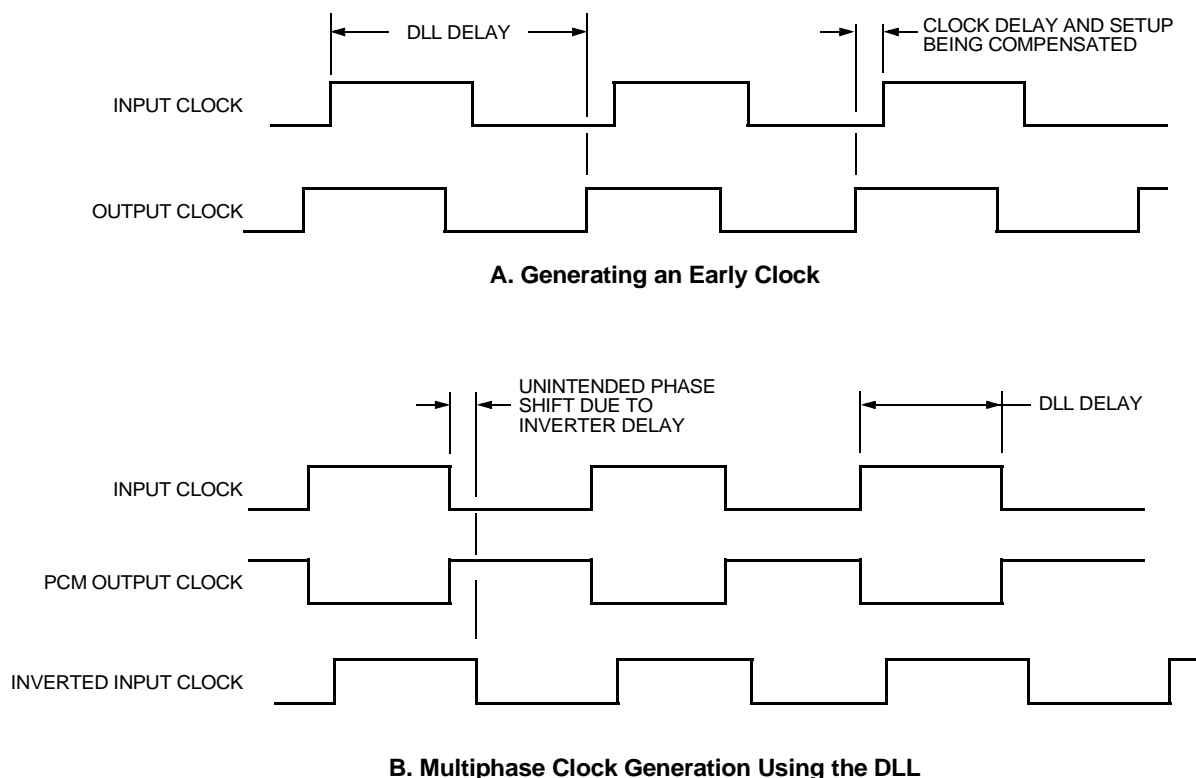 DLL DELAY
CLOCK DELAY AND SETUP
BEING COMPENSATED
INPUT CLOCK
OUTPUT CLOCK
A. Generating an Early Clock
UNINTENDED PHASE
SHIFT DUE TO
INVERTER DELAY
DLL DELAY
INPUT CLOCK
PCM OUTPUT CLOCK
INVERTED INPUT CLOCK
B. Multiphase Clock Generation Using the DLL